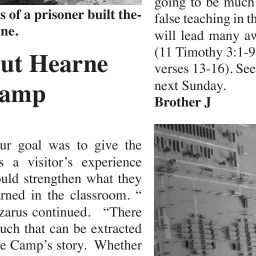 s of a prisoner built the-
ne.
ut Hearne
amp
ur goal was to give the
s a visitor's experience
ould strengthen what they
rned in the classroom. "
zarus continued. "There
uch that can be extracted
e Camp's story. Whether
going to be much
false teaching in th
will lead many aw
(11 Timothy 3:1-9
verses 13-16). See
next Sunday.
Brother J